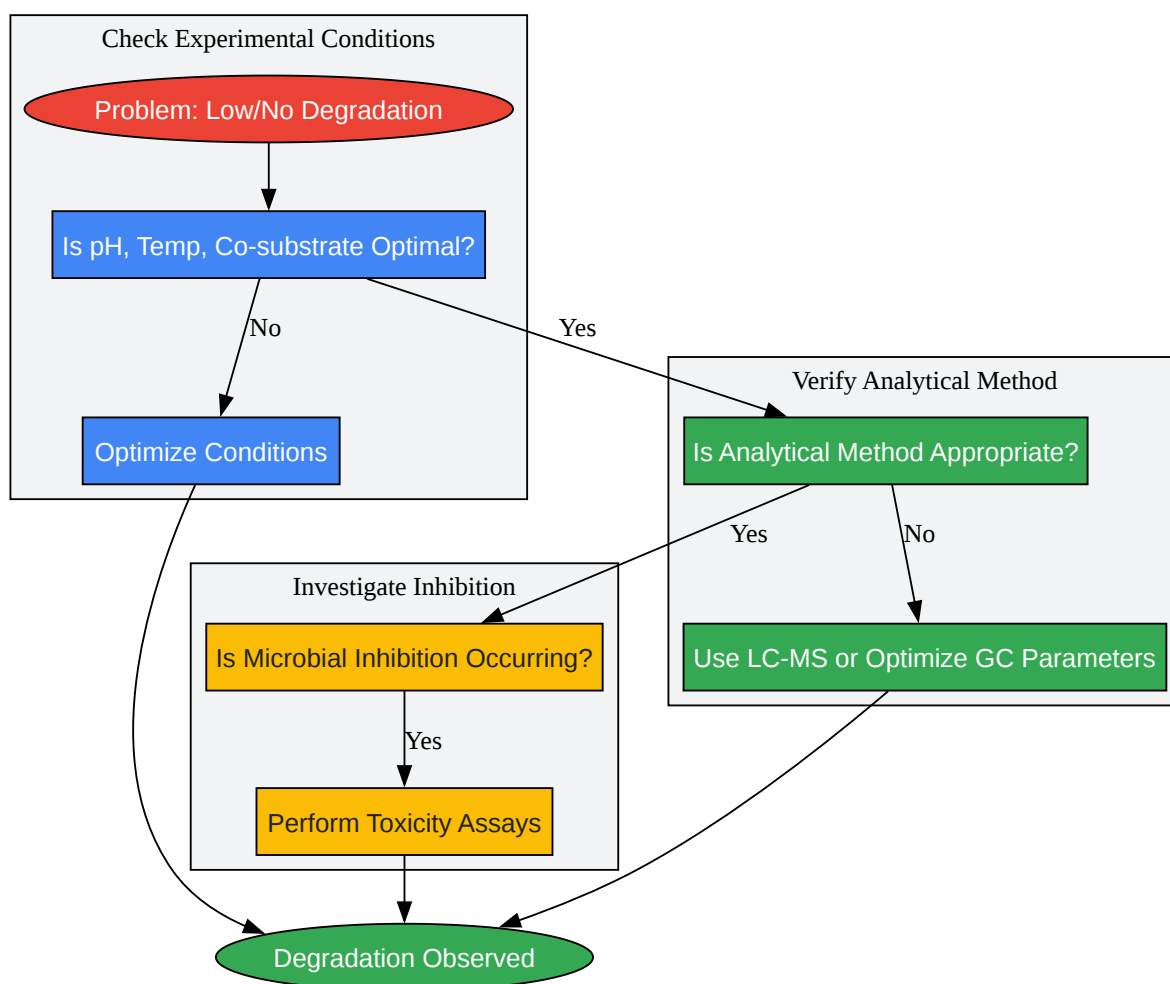 Check Experimental Conditions
Problem: Low/No Degradation
Is pH, Temp, Co-substrate Optimal?
No
Yes
Verify Analytical Method
Optimize Conditions
Is Analytical Method Appropriate?
Yes
No
Investigate Inhibition
Is Microbial Inhibition Occurring?
Use LC-MS or Optimize GC Parameters
Yes
Perform Toxicity Assays
Degradation Observed